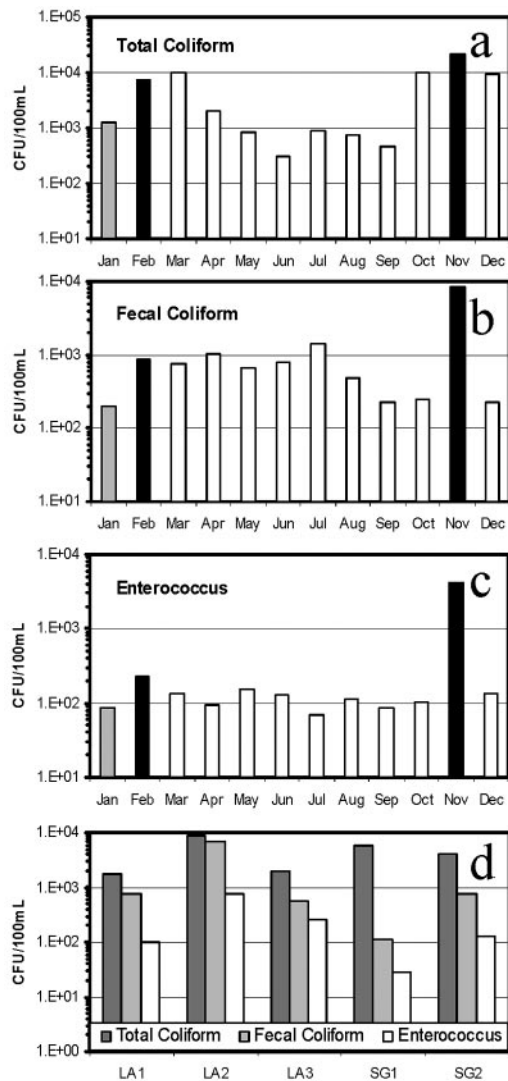 1.E+05
Total Coliform
a
1.E+04
1.E+03
1.E+02
1.E+01
CFU/100mL
Jan Feb Mar Apr May Jun Jul Aug Sep Oct Nov Dec
1.E+04
Fecal Coliform
b
1.E+03
1.E+02
1.E+01
CFU/100mL
Jan Feb Mar Apr May Jun Jul Aug Sep Oct Nov Dec
1.E+04
Enterococcus
c
1.E+03
1.E+02
1.E+01
CFU/100mL
Jan Feb Mar Apr May Jun Jul Aug Sep Oct Nov Dec
1.E+04
d
1.E+03
1.E+02
1.E+01
1.E+00
CFU/100mL
Total Coliform Fecal Coliform Enterococcus
LA1 LA2 LA3 SG1 SG2